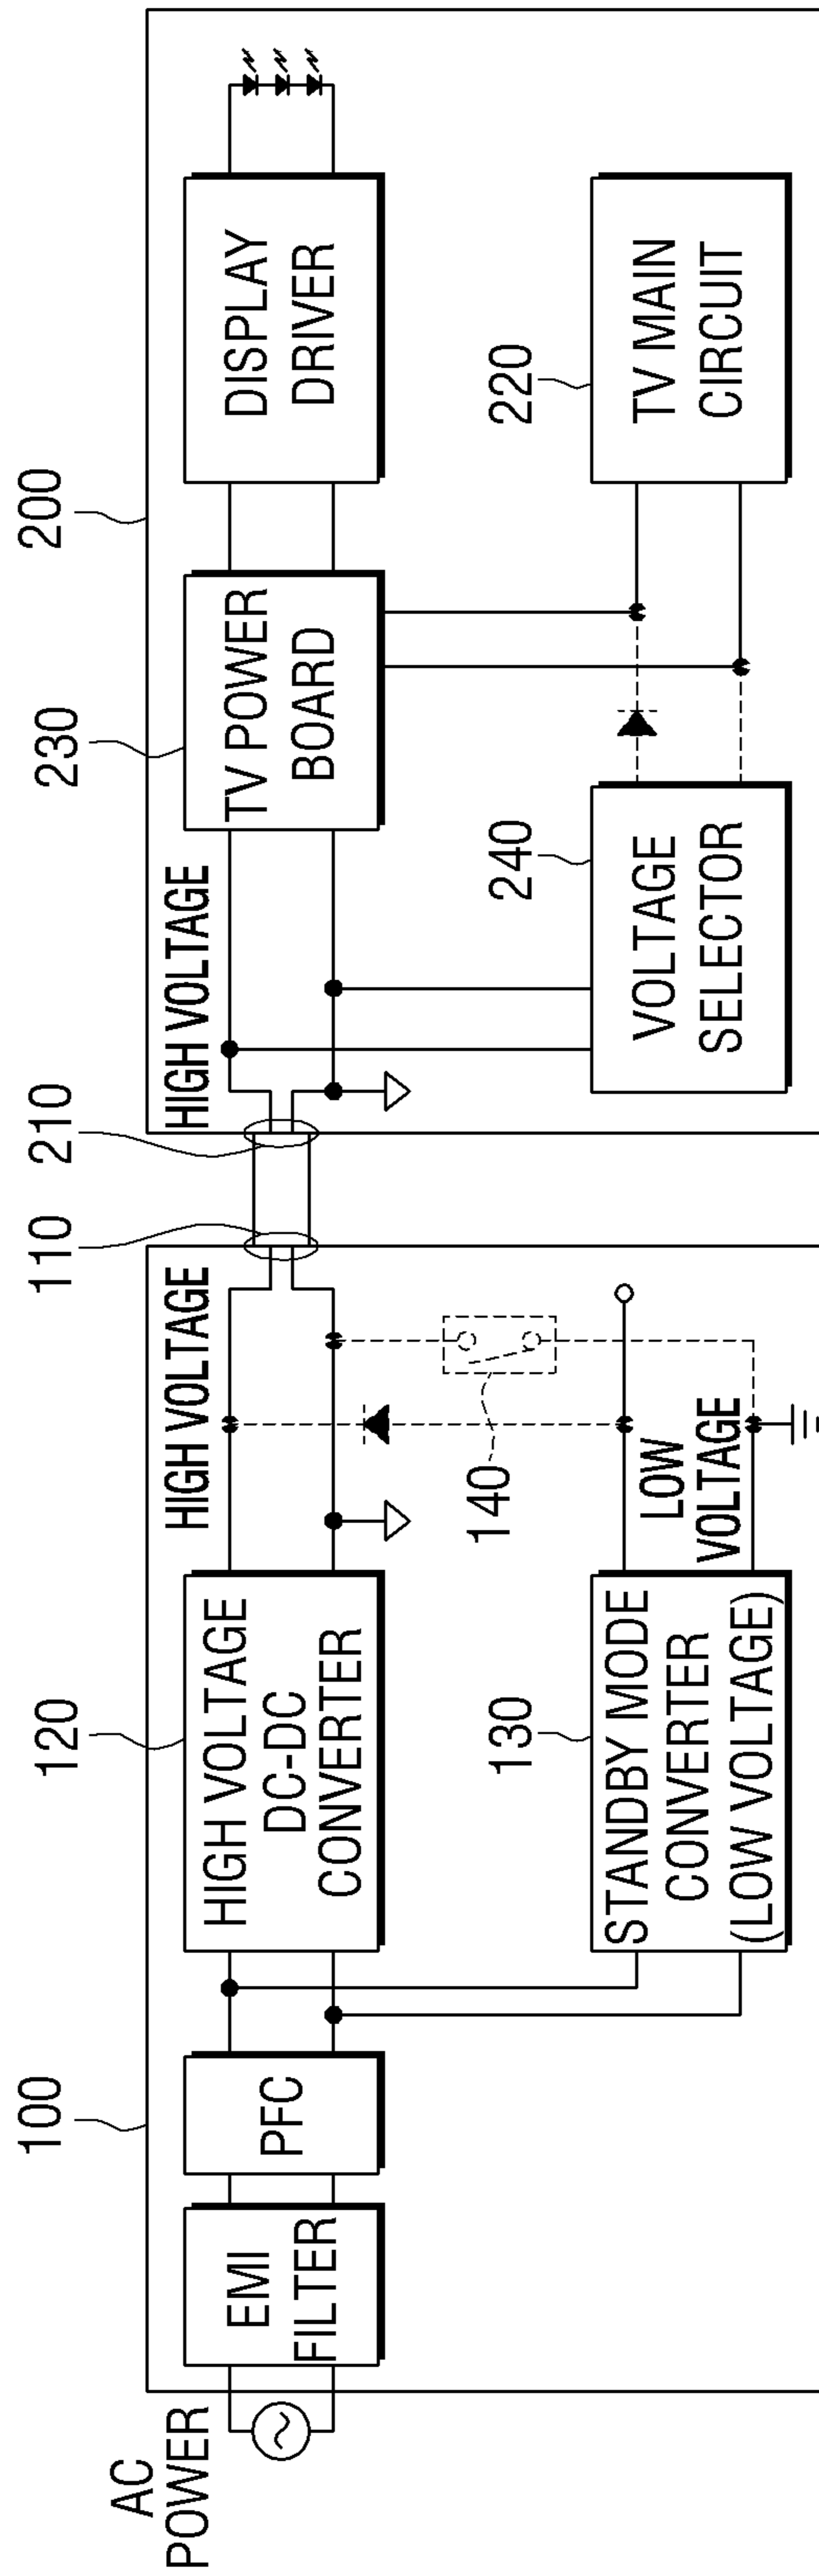 AC
POWER
100
EMI
FILTER
PFC
120
HIGH VOLTAGE
DC-DC
CONVERTER
130
STANDBY MODE
CONVERTER
(LOW VOLTAGE)
HIGH VOLTAGE
140
LOW
VOLTAGE
110
210
200
HIGH VOLTAGE
230
TV POWER
BOARD
DISPLAY
DRIVER
240
VOLTAGE
SELECTOR
220
TV MAIN
CIRCUIT